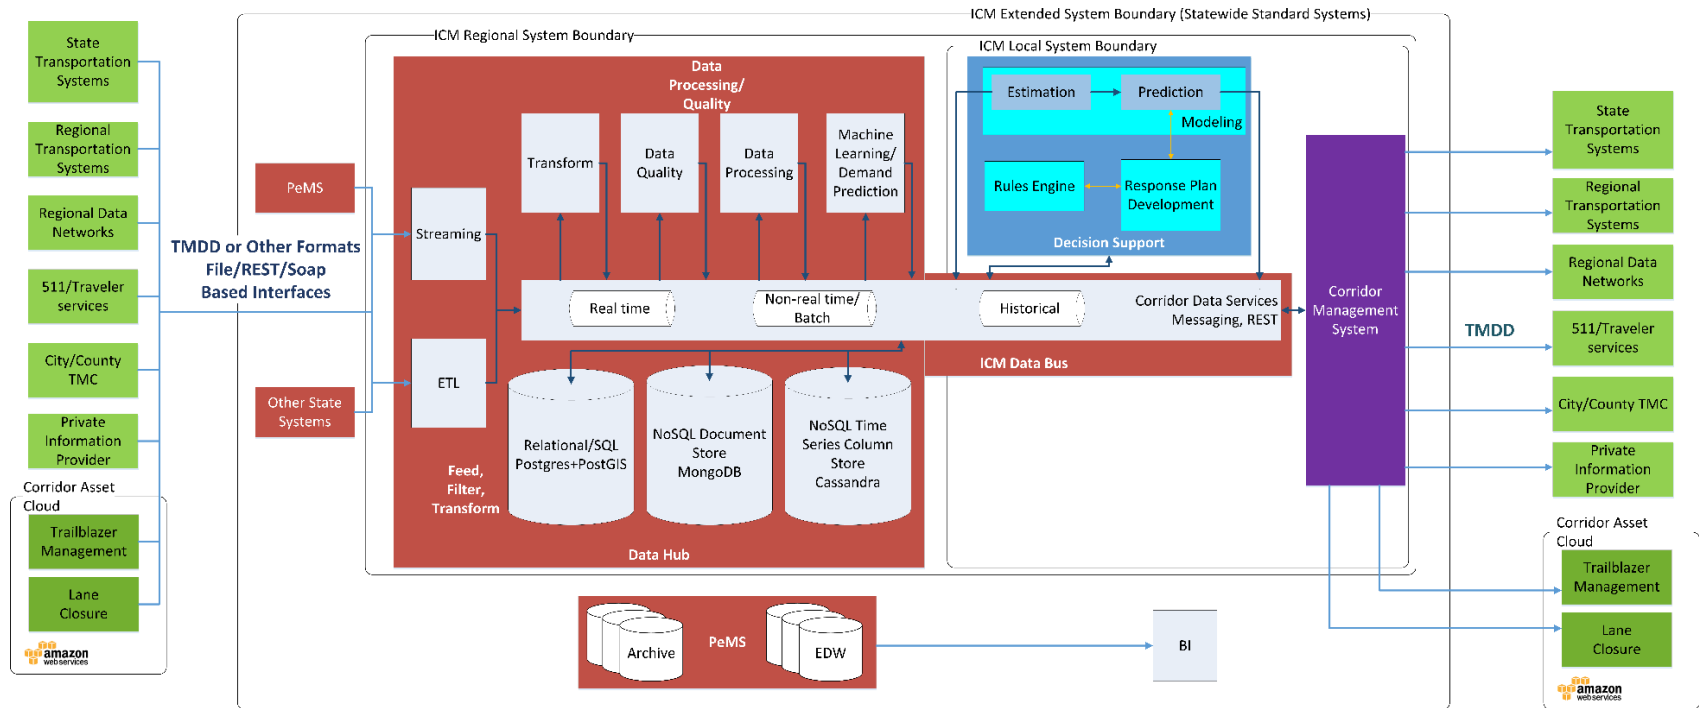 ICM Extended System Boundary (Statewide Standard Systems)
ICM Regional System Boundary
ICM Local System Boundary
State
Transportation
Systems
Regional
Transportation
Systems
Regional Data
Networks
511/Traveler
services
City/County
TMC
Private
Information
Provider
Corridor Asset
Cloud
Trailblazer
Management
Lane
Closure
amazon
webservices
TMDD or Other Formats
File/REST/Soap
Based Interfaces
PeMS
Other State
Systems
Data
Processing/
Quality
Streaming
ETL
Transform
Data
Quality
Data
Processing
Machine
Learning/
Demand
Prediction
Real time
Non-real time/
Batch
Historical
Corridor Data Services
Messaging, REST
Relational/SQL
Postgres+PostGIS
NoSQL Document
Store
MongoDB
NoSQL Time
Series Column
Store
Cassandra
Feed,
Filter,
Transform
Data Hub
ICM Data Bus
Estimation
Prediction
Modeling
Rules Engine
Response Plan
Development
Decision Support
Corridor
Management
System
Archive
PeMS
EDW
BI
TMDD
State
Transportation
Systems
Regional
Transportation
Systems
Regional Data
Networks
511/Traveler
services
City/County TMC
Private
Information
Provider
Corridor Asset
Cloud
Trailblazer
Management
Lane
Closure
amazon
webservices